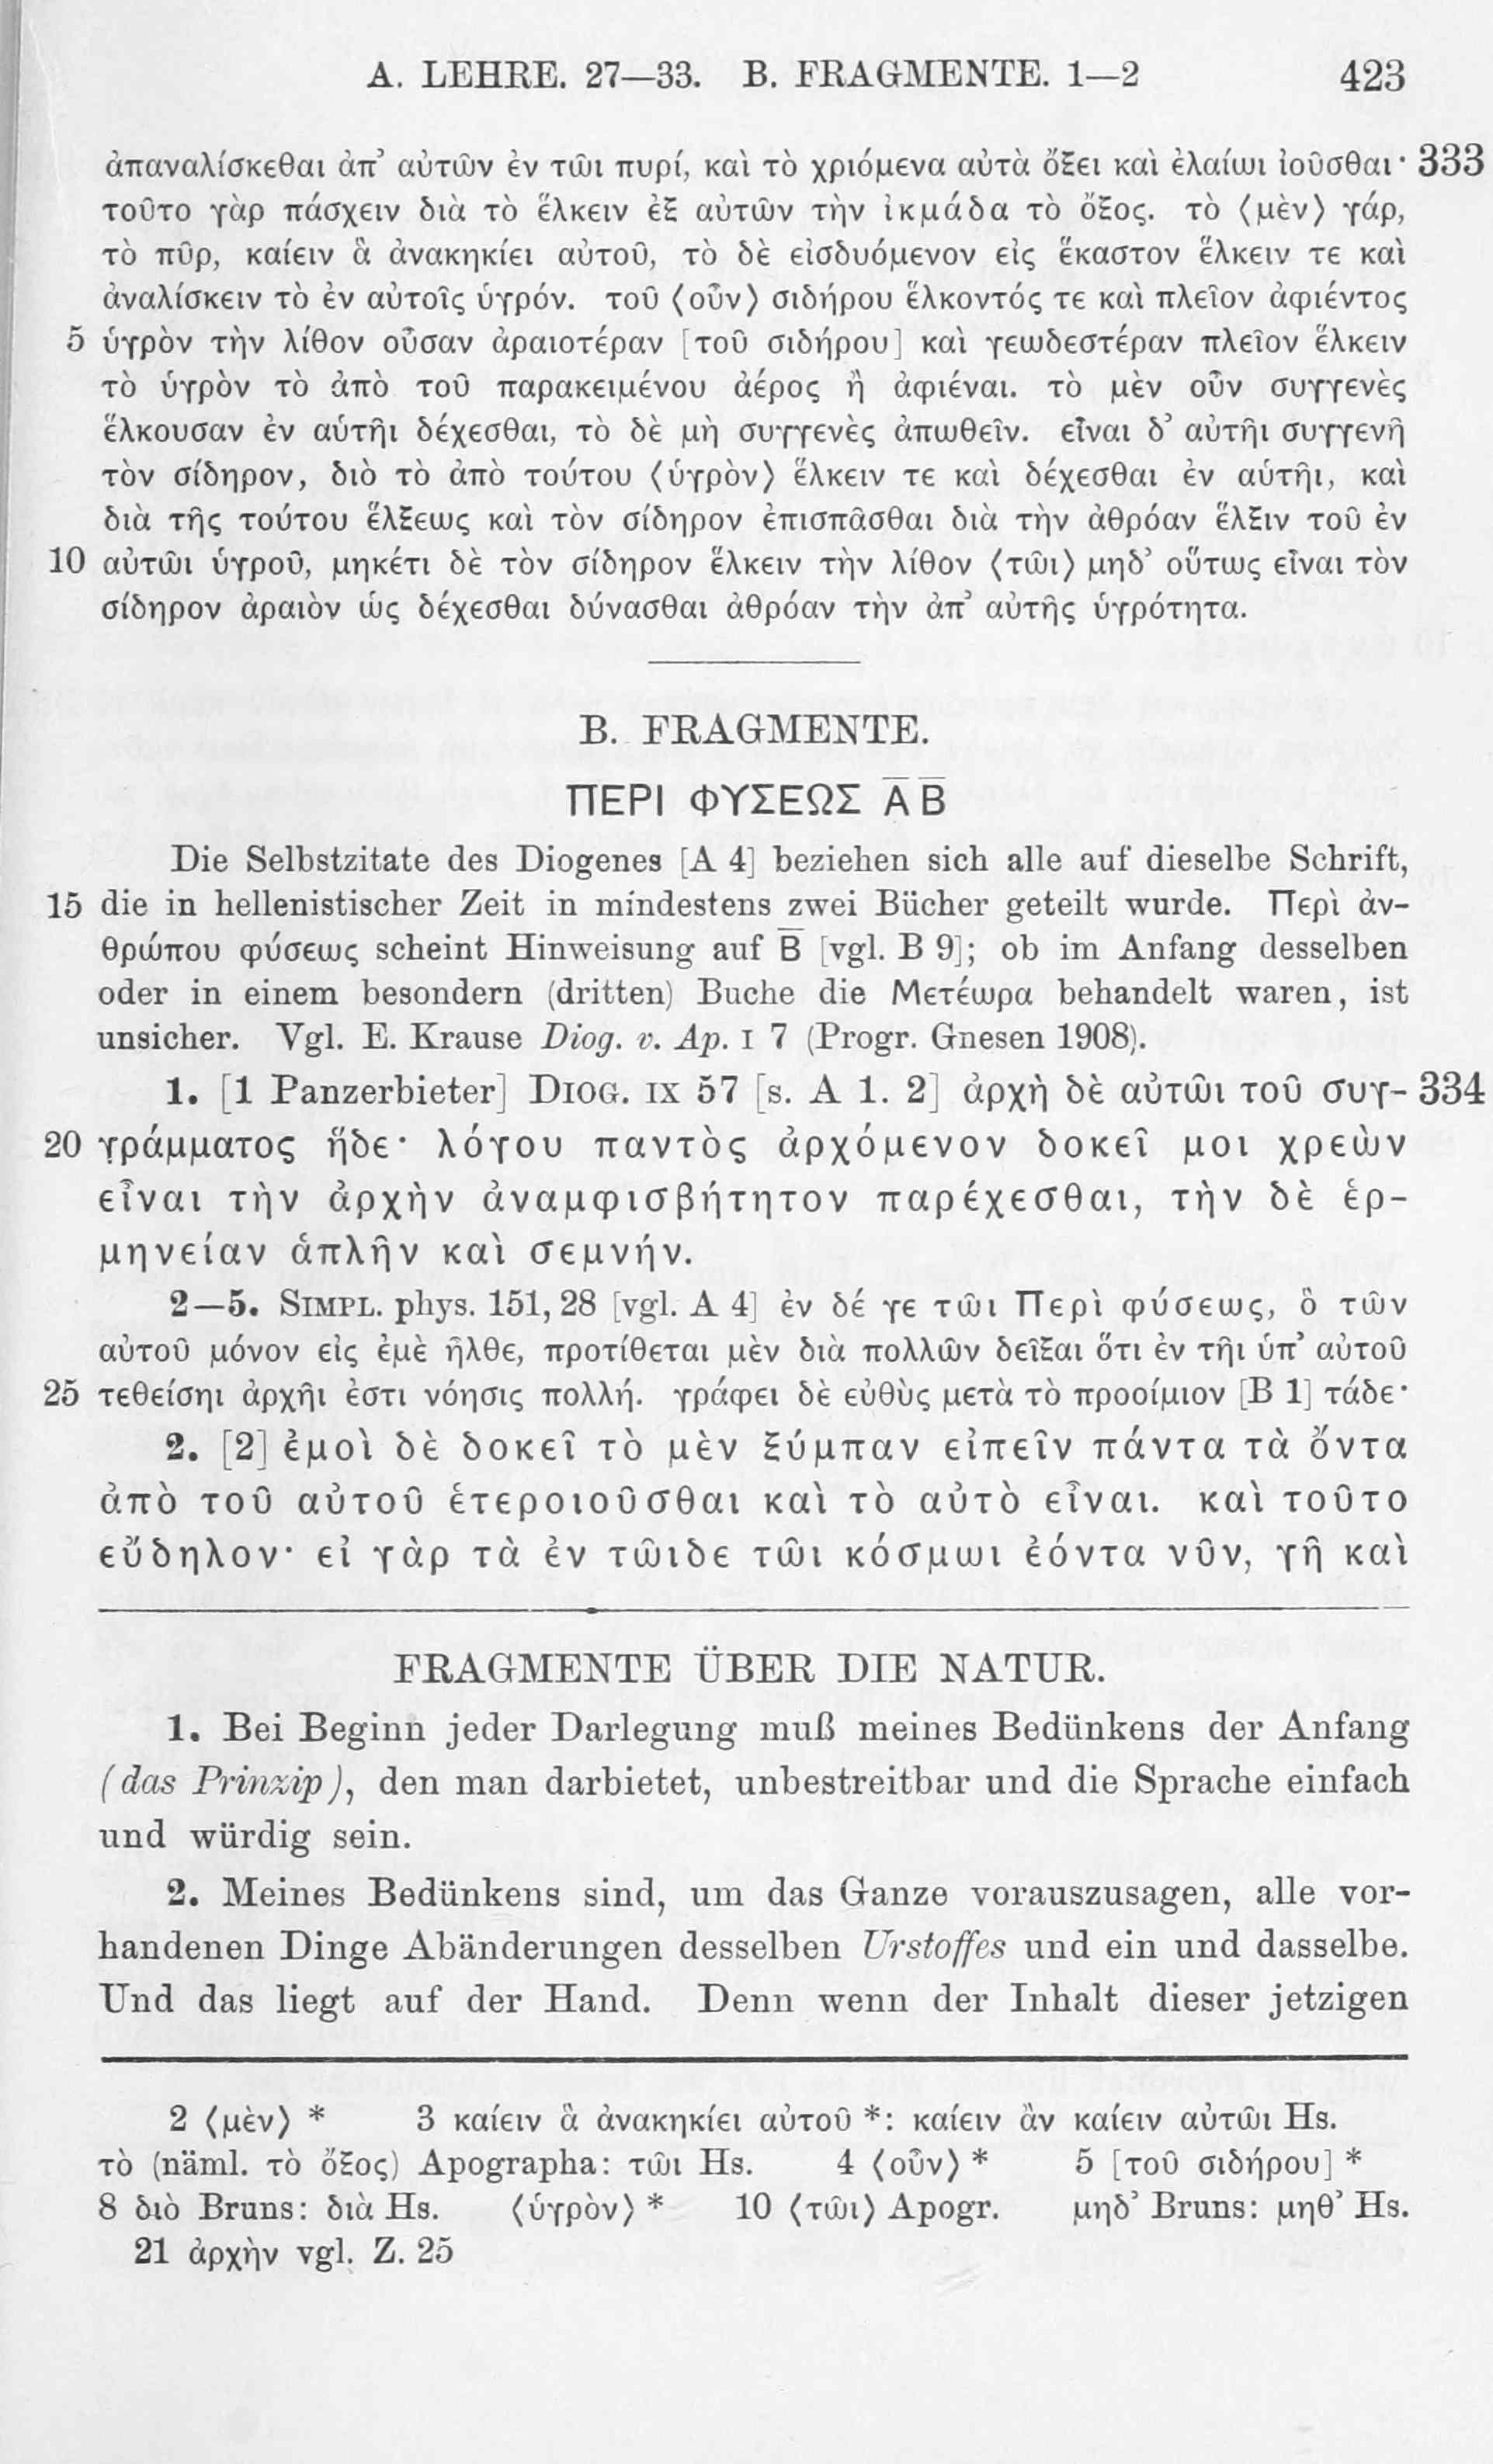 A. LEHRE. 27—33. B. FRAGMENTE. 1—2 423
ἀπαναλίσκεθαι ἀπ’ αὐτῶν ἐν τῶι πυρί, καὶ τὸ χριόμενα αὐτὰ ὄξει καὶ ἐλαίωι ἰοῦσθαι· 333
τοῦτο γὰρ πάσχειν διὰ τὸ ἕλκειν ἐξ αὐτῶν τὴν ἰκμάδα τὸ ὄξος. τὸ ⟨μὲν⟩ γάρ,
τὸ πῦρ, καίειν ἃ ἀνακηκίει αὐτοῦ, τὸ δὲ εἰσδυόμενον εἰς ἕκαστον ἕλκειν τε καὶ
ἀναλίσκειν τὸ ἐν αὐτοῖς ὑγρόν. τοῦ ⟨οὖν⟩ σιδήρου ἕλκοντός τε καὶ πλεῖον ἀφιέντος
5 ὑγρὸν τὴν λίθον οὖσαν ἀραιοτέραν [τοῦ σιδήρου] καὶ γεωδεστέραν πλεῖον ἕλκειν
τὸ ὑγρὸν τὸ ἀπὸ τοῦ παρακειμένου ἀέρος ἢ ἀφιέναι. τὸ μὲν οὖν συγγενὲς
ἕλκουσαν ἐν αὑτῆι δέχεσθαι, τὸ δὲ μὴ συγγενὲς ἀπωθεῖν. εἶναι δ’ αὐτῆι συγγενῆ
τὸν σίδηρον, διὸ τὸ ἀπὸ τούτου ⟨ὑγρὸν⟩ ἕλκειν τε καὶ δέχεσθαι ἐν αὑτῆι, καὶ
διὰ τῆς τούτου ἕλξεως καὶ τὸν σίδηρον ἐπισπᾶσθαι διὰ τὴν ἀθρόαν ἕλξιν τοῦ ἐν
10 αὐτῶι ὑγροῦ, μηκέτι δὲ τὸν σίδηρον ἕλκειν τὴν λίθον ⟨τῶι⟩ μηδ’ οὕτως εἶναι τὸν
σίδηρον ἀραιὸν ὡς δέχεσθαι δύνασθαι ἀθρόαν τὴν ἀπ’ αὐτῆς ὑγρότητα.
B. FRAGMENTE.
ΠΕΡΙ ΦΥΣΕΩΣ Α̅ Β̅
Die Selbstzitate des Diogenes [A 4] beziehen sich alle auf dieselbe Schrift,
15 die in hellenistischer Zeit in mindestens zwei Bücher geteilt wurde. Περὶ ἀν-
θρώπου φύσεως scheint Hinweisung auf Β̅ [vgl. B 9]; ob im Anfang desselben
oder in einem besondern (dritten) Buche die Μετέωρα behandelt waren, ist
unsicher. Vgl. E. Krause Diog. v. Ap. I 7 (Progr. Gnesen 1908).
1. [1 Panzerbieter] DIOG. IX 57 [s. A 1. 2] ἀρχὴ δὲ αὐτῶι τοῦ συγ- 334
20 γράμματος ἥδε· λόγου παντὸς ἀρχόμενον δοκεῖ μοι χρεὼν
εἶναι τὴν ἀρχὴν ἀναμφισβήτητον παρέχεσθαι, τὴν δὲ ἑρ-
μηνείαν ἁπλῆν καὶ σεμνήν.
2—5. SIMPL. phys. 151, 28 [vgl. A 4] ἐν δέ γε τῶι Περὶ φύσεως, ὃ τῶν
αὐτοῦ μόνον εἰς ἐμὲ ἦλθε, προτίθεται μὲν διὰ πολλῶν δεῖξαι ὅτι ἐν τῆι ὑπ’ αὐτοῦ
25 τεθείσηι ἀρχῆι ἐστι νόησις πολλή. γράφει δὲ εὐθὺς μετὰ τὸ προοίμιον [B 1] τάδε·
2. [2] ἐμοὶ δὲ δοκεῖ τὸ μὲν ξύμπαν εἰπεῖν πάντα τὰ ὄντα
ἀπὸ τοῦ αὐτοῦ ἑτεροιοῦσθαι καὶ τὸ αὐτὸ εἶναι. καὶ τοῦτο
εὔδηλον· εἰ γὰρ τὰ ἐν τῶιδε τῶι κόσμωι ἐόντα νῦν, γῆ καὶ
FRAGMENTE ÜBER DIE NATUR.
1. Bei Beginn jeder Darlegung muß meines Bedünkens der Anfang
(das Prinzip), den man darbietet, unbestreitbar und die Sprache einfach
und würdig sein.
2. Meines Bedünkens sind, um das Ganze vorauszusagen, alle vor-
handenen Dinge Abänderungen desselben Urstoffes und ein und dasselbe.
Und das liegt auf der Hand. Denn wenn der Inhalt dieser jetzigen
2 ⟨μὲν⟩ * 3 καίειν ἃ ἀνακηκίει αὐτοῦ *: καίειν ἂν καίειν αὐτῶι Hs.
τὸ (näml. τὸ ὄξος) Apographa: τῶι Hs. 4 ⟨οὖν⟩ * 5 [τοῦ σιδήρου] *
8 διὸ Bruns: διὰ Hs. ⟨ὑγρὸν⟩ * 10 ⟨τῶι⟩ Apogr. μηδ’ Bruns: μηθ’ Hs.
21 ἀρχὴν vgl. Z. 25